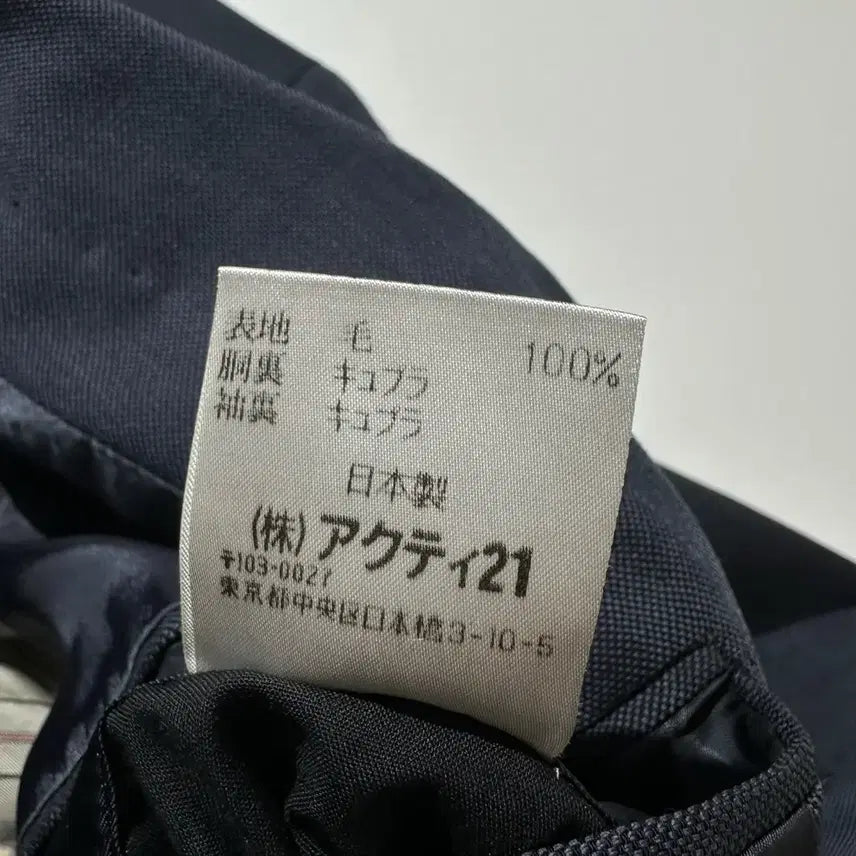 表地 毛 100%
胴裏 キュプラ
袖裏 キュプラ
日本製
(株)アクティ21
〒103-0027
東京都中央区日本橋3-10-5